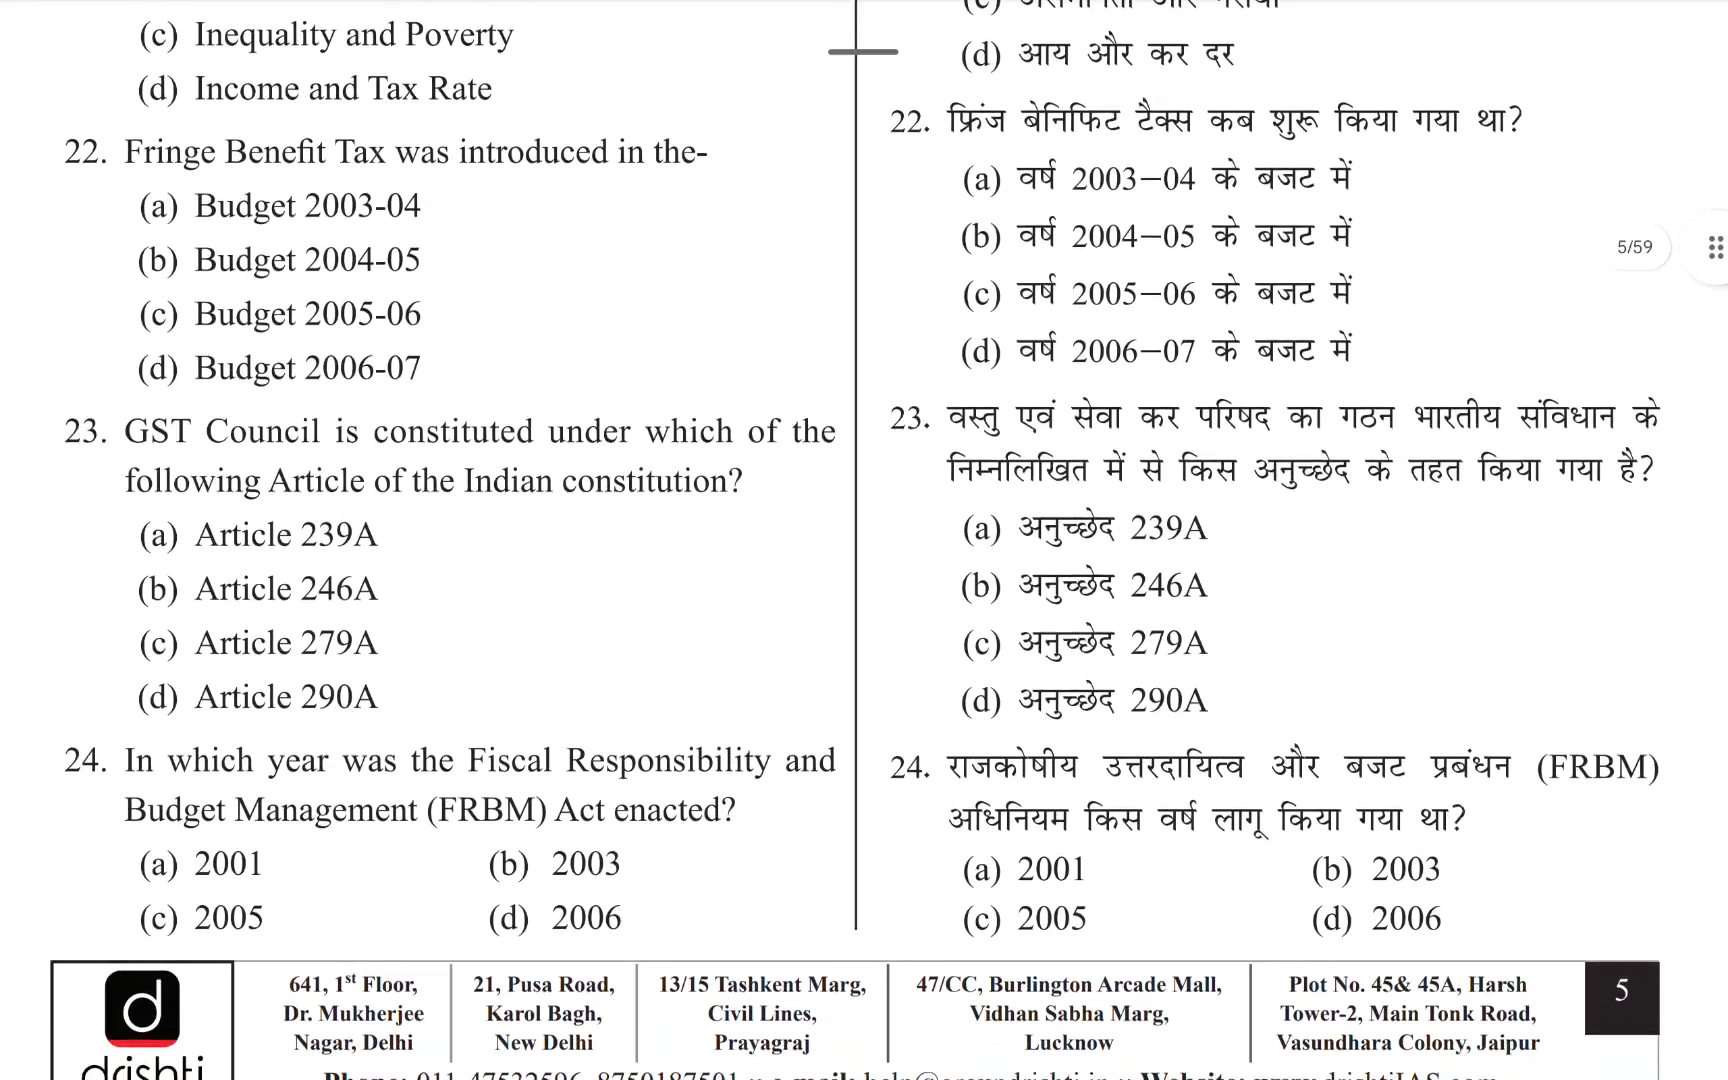 (c) Inequality and Poverty
(d) Income and Tax Rate
22. Fringe Benefit Tax was introduced in the-
(a) Budget 2003-04
(b) Budget 2004-05
(c) Budget 2005-06
(d) Budget 2006-07
23. GST Council is constituted under which of the
following Article of the Indian constitution?
(a) Article 239A
(b) Article 246A
(c) Article 279A
(d) Article 290A
24. In which year was the Fiscal Responsibility and
Budget Management (FRBM) Act enacted?
(a) 2001 (b) 2003
(c) 2005 (d) 2006
(d) आय और कर दर
22. फ्रिंज बेनिफिट टैक्स कब शुरू किया गया था?
(a) वर्ष 2003–04 के बजट में
(b) वर्ष 2004–05 के बजट में
(c) वर्ष 2005–06 के बजट में
(d) वर्ष 2006–07 के बजट में
23. वस्तु एवं सेवा कर परिषद का गठन भारतीय संविधान के
निम्नलिखित में से किस अनुच्छेद के तहत किया गया है?
(a) अनुच्छेद 239A
(b) अनुच्छेद 246A
(c) अनुच्छेद 279A
(d) अनुच्छेद 290A
24. राजकोषीय उत्तरदायित्व और बजट प्रबंधन (FRBM)
अधिनियम किस वर्ष लागू किया गया था?
(a) 2001 (b) 2003
(c) 2005 (d) 2006
5/59
d
drishti
641, 1st Floor,
Dr. Mukherjee
Nagar, Delhi
21, Pusa Road,
Karol Bagh,
New Delhi
13/15 Tashkent Marg,
Civil Lines,
Prayagraj
47/CC, Burlington Arcade Mall,
Vidhan Sabha Marg,
Lucknow
Plot No. 45& 45A, Harsh
Tower-2, Main Tonk Road,
Vasundhara Colony, Jaipur
5